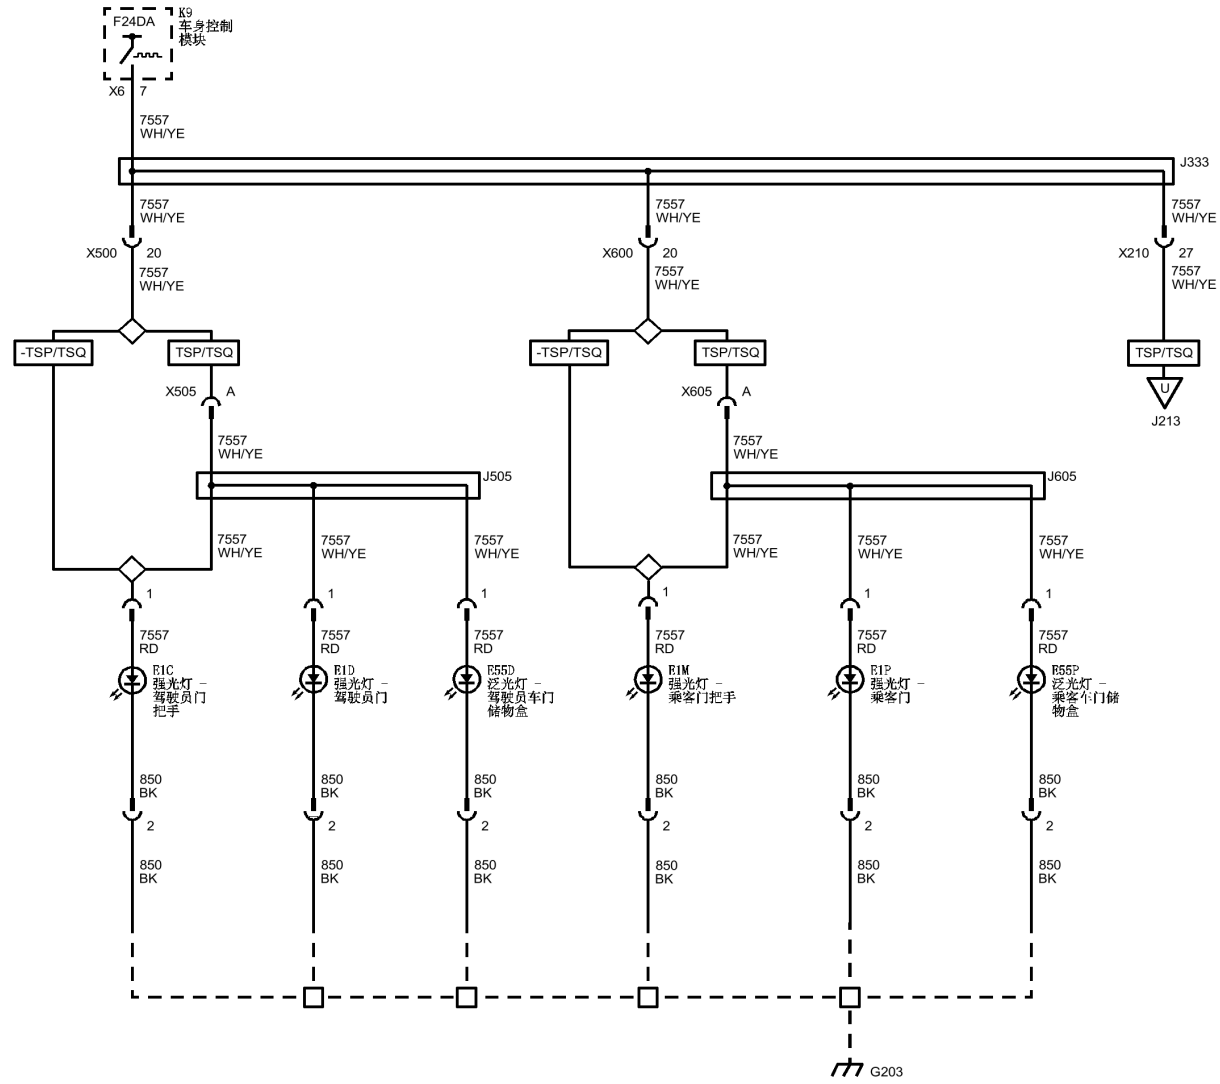 F24DA
K9
车身控制
模块
X6 7
7557
WH/YE
J333
7557
WH/YE
7557
WH/YE
7557
WH/YE
X500 20
X600 20
X210 27
7557
WH/YE
7557
WH/YE
7557
WH/YE
-TSP/TSQ
TSP/TSQ
-TSP/TSQ
TSP/TSQ
TSP/TSQ
X505 A
X605 A
U
J213
7557
WH/YE
7557
WH/YE
J505
J605
7557
WH/YE
7557
WH/YE
7557
WH/YE
7557
WH/YE
7557
WH/YE
7557
WH/YE
1
1
1
1
1
1
7557
RD
7557
RD
7557
RD
7557
RD
7557
RD
7557
RD
E1C
强光灯 -
驾驶员门
把手
E1D
强光灯 -
驾驶员门
E55D
泛光灯 -
驾驶员车门
储物盒
E1M
强光灯 -
乘客门把手
E1P
强光灯 -
乘客门
E55P
泛光灯 -
乘客车门储
物盒
850
BK
850
BK
850
BK
850
BK
850
BK
850
BK
2
2
2
2
2
2
850
BK
850
BK
850
BK
850
BK
850
BK
850
BK
G203